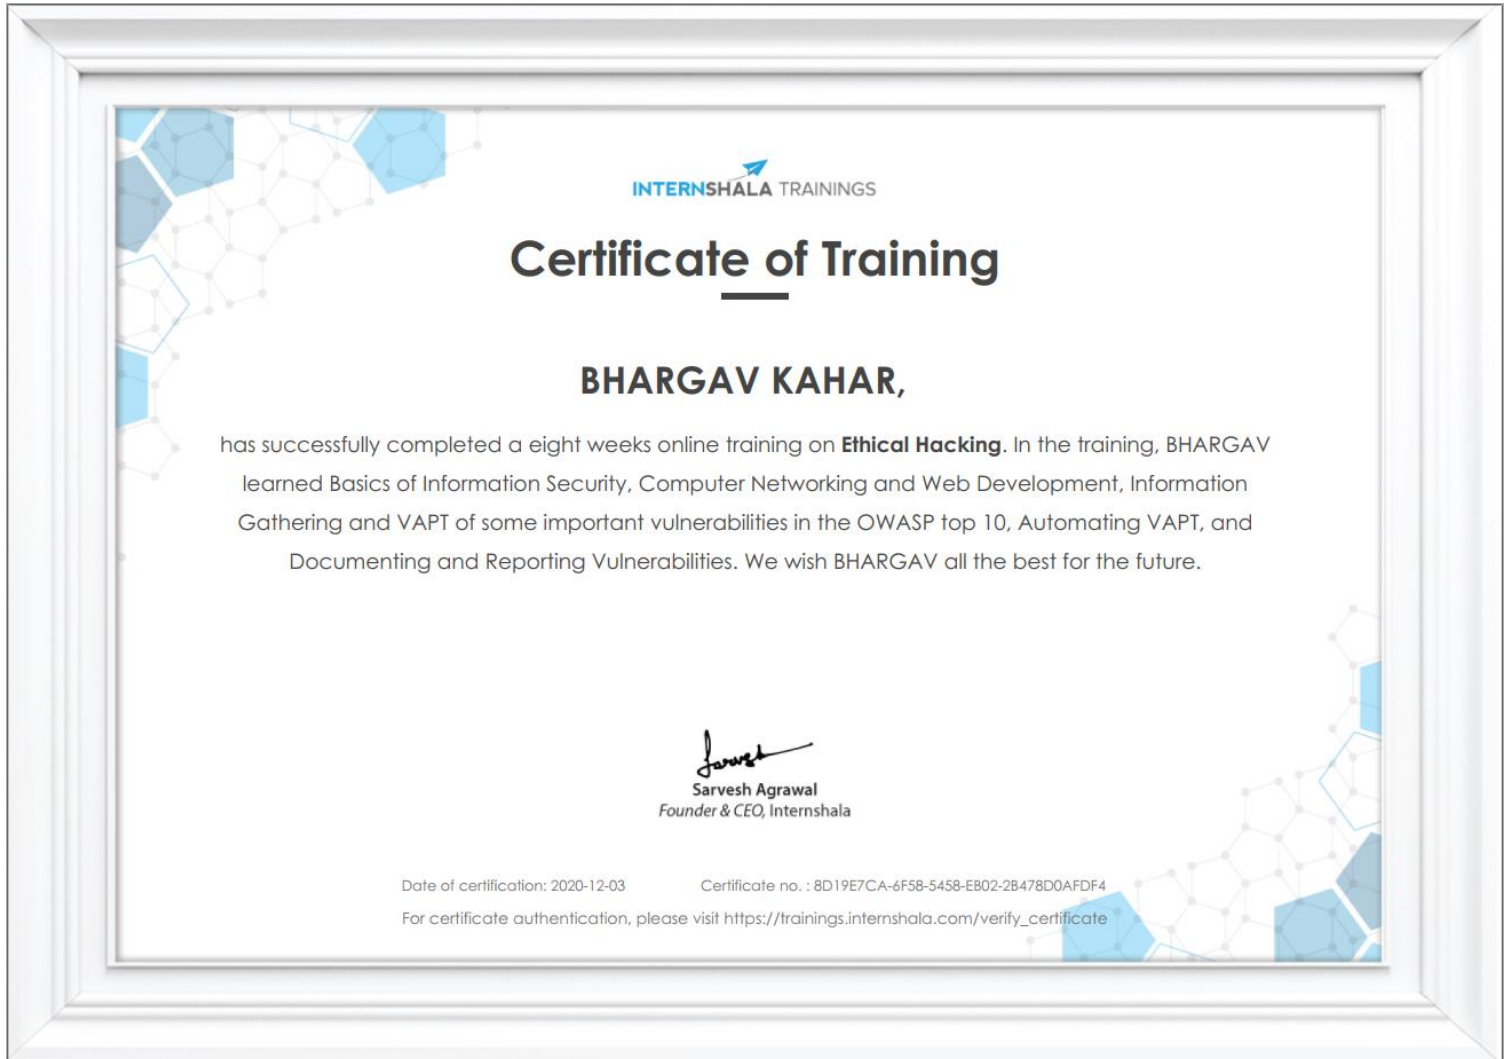 INTERNSHALA TRAININGS
Certificate of Training
BHARGAV KAHAR,
has successfully completed a eight weeks online training on Ethical Hacking. In the training, BHARGAV
learned Basics of Information Security, Computer Networking and Web Development, Information
Gathering and VAPT of some important vulnerabilities in the OWASP top 10, Automating VAPT, and
Documenting and Reporting Vulnerabilities. We wish BHARGAV all the best for the future.
Sarvesh
Sarvesh Agrawal
Founder & CEO, Internshala
Date of certification: 2020-12-03 Certificate no. : 8D19E7CA-6F58-5458-EB02-2B478D0AFDF4
For certificate authentication, please visit https://trainings.internshala.com/verify_certificate